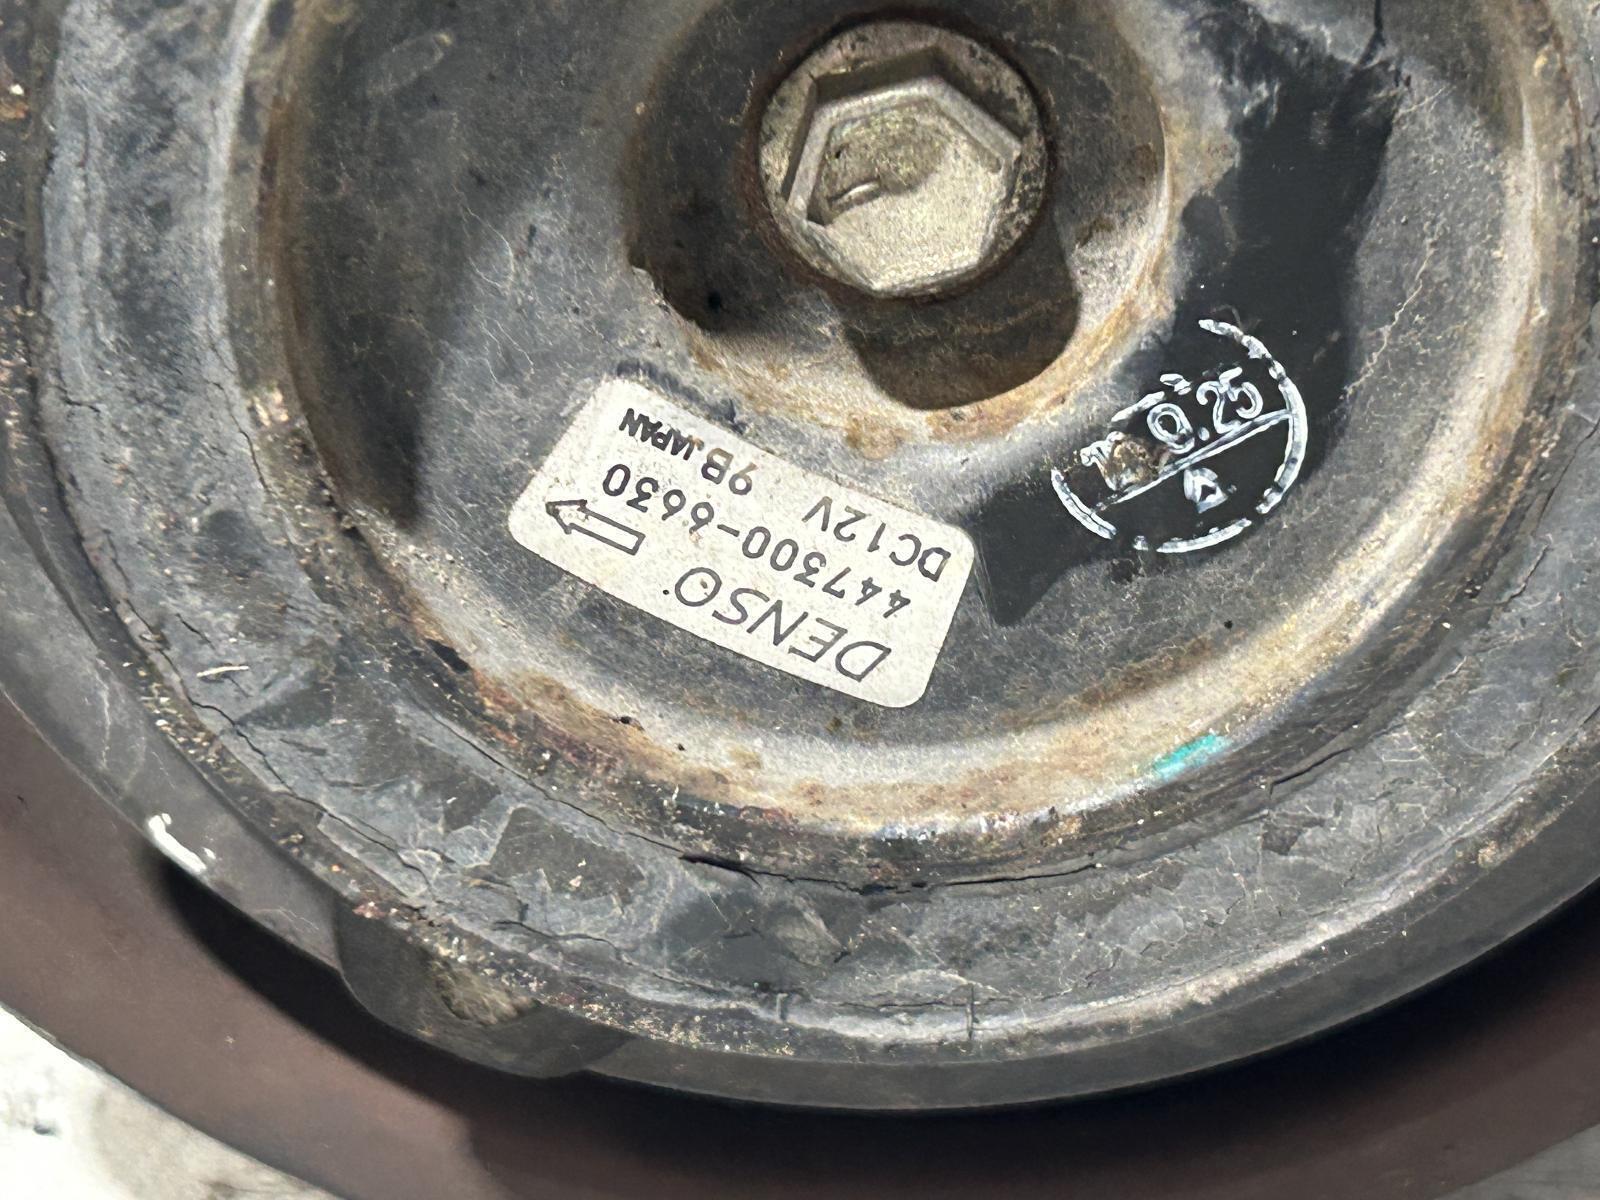 DENSO
447300-6630
DC12V 9B JAPAN
0.25